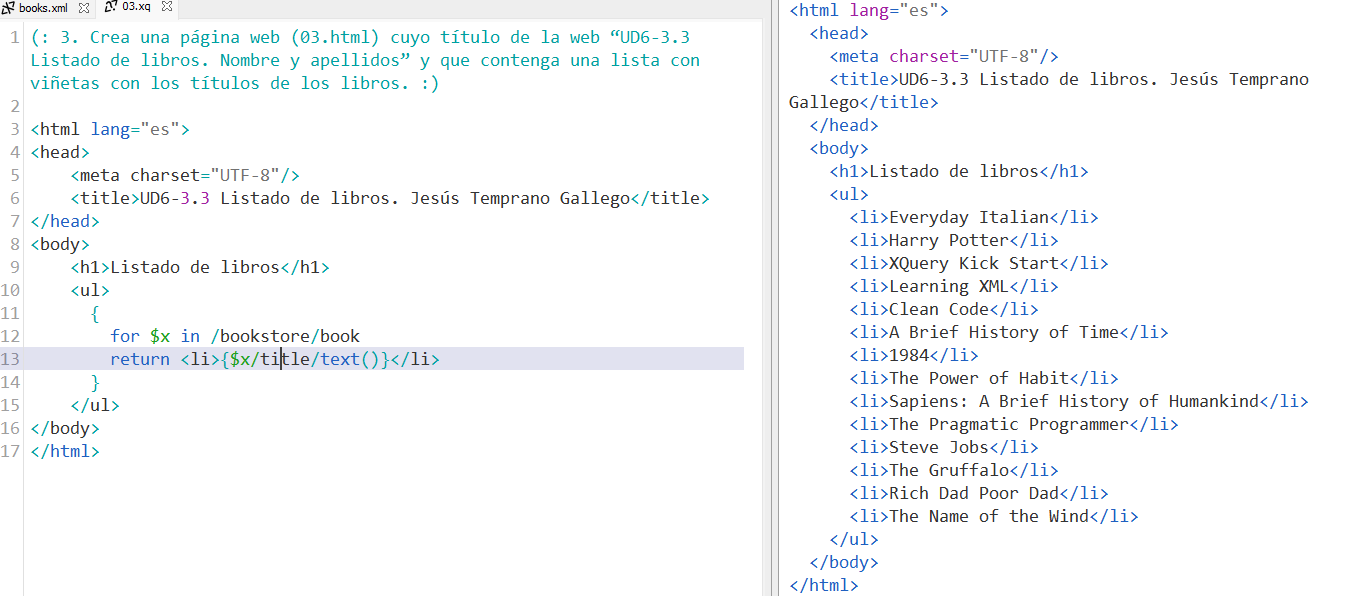 books.xml 03.xq
1 (: 3. Crea una página web (03.html) cuyo título de la web “UD6-3.3
Listado de libros. Nombre y apellidos” y que contenga una lista con
viñetas con los títulos de los libros. :)
2
3 <html lang="es">
4 <head>
5 <meta charset="UTF-8"/>
6 <title>UD6-3.3 Listado de libros. Jesús Temprano Gallego</title>
7 </head>
8 <body>
9 <h1>Listado de libros</h1>
10 <ul>
11 {
12 for $x in /bookstore/book
13 return <li>{$x/title/text()}</li>
14 }
15 </ul>
16 </body>
17 </html>
<html lang="es">
<head>
<meta charset="UTF-8"/>
<title>UD6-3.3 Listado de libros. Jesús Temprano
Gallego</title>
</head>
<body>
<h1>Listado de libros</h1>
<ul>
<li>Everyday Italian</li>
<li>Harry Potter</li>
<li>XQuery Kick Start</li>
<li>Learning XML</li>
<li>Clean Code</li>
<li>A Brief History of Time</li>
<li>1984</li>
<li>The Power of Habit</li>
<li>Sapiens: A Brief History of Humankind</li>
<li>The Pragmatic Programmer</li>
<li>Steve Jobs</li>
<li>The Gruffalo</li>
<li>Rich Dad Poor Dad</li>
<li>The Name of the Wind</li>
</ul>
</body>
</html>